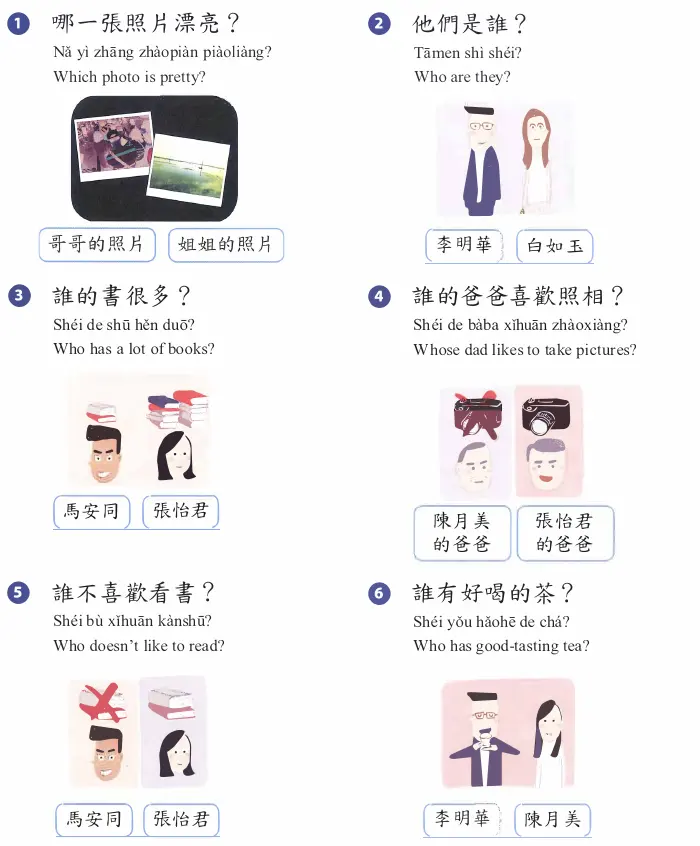 1 哪一張照片漂亮？
Nǎ yì zhāng zhàopiàn piàoliàng?
Which photo is pretty?
哥哥的照片 姐姐的照片
2 他們是誰？
Tāmen shì shéi?
Who are they?
李明華 白如玉
3 誰的書很多？
Shéi de shū hěn duō?
Who has a lot of books?
馬安同 張怡君
4 誰的爸爸喜歡照相？
Shéi de bàba xǐhuān zhàoxiàng?
Whose dad likes to take pictures?
陳月美
的爸爸
張怡君
的爸爸
5 誰不喜歡看書？
Shéi bù xǐhuān kànshū?
Who doesn't like to read?
馬安同 張怡君
6 誰有好喝的茶？
Shéi yǒu hǎohē de chá?
Who has good-tasting tea?
李明華 陳月美